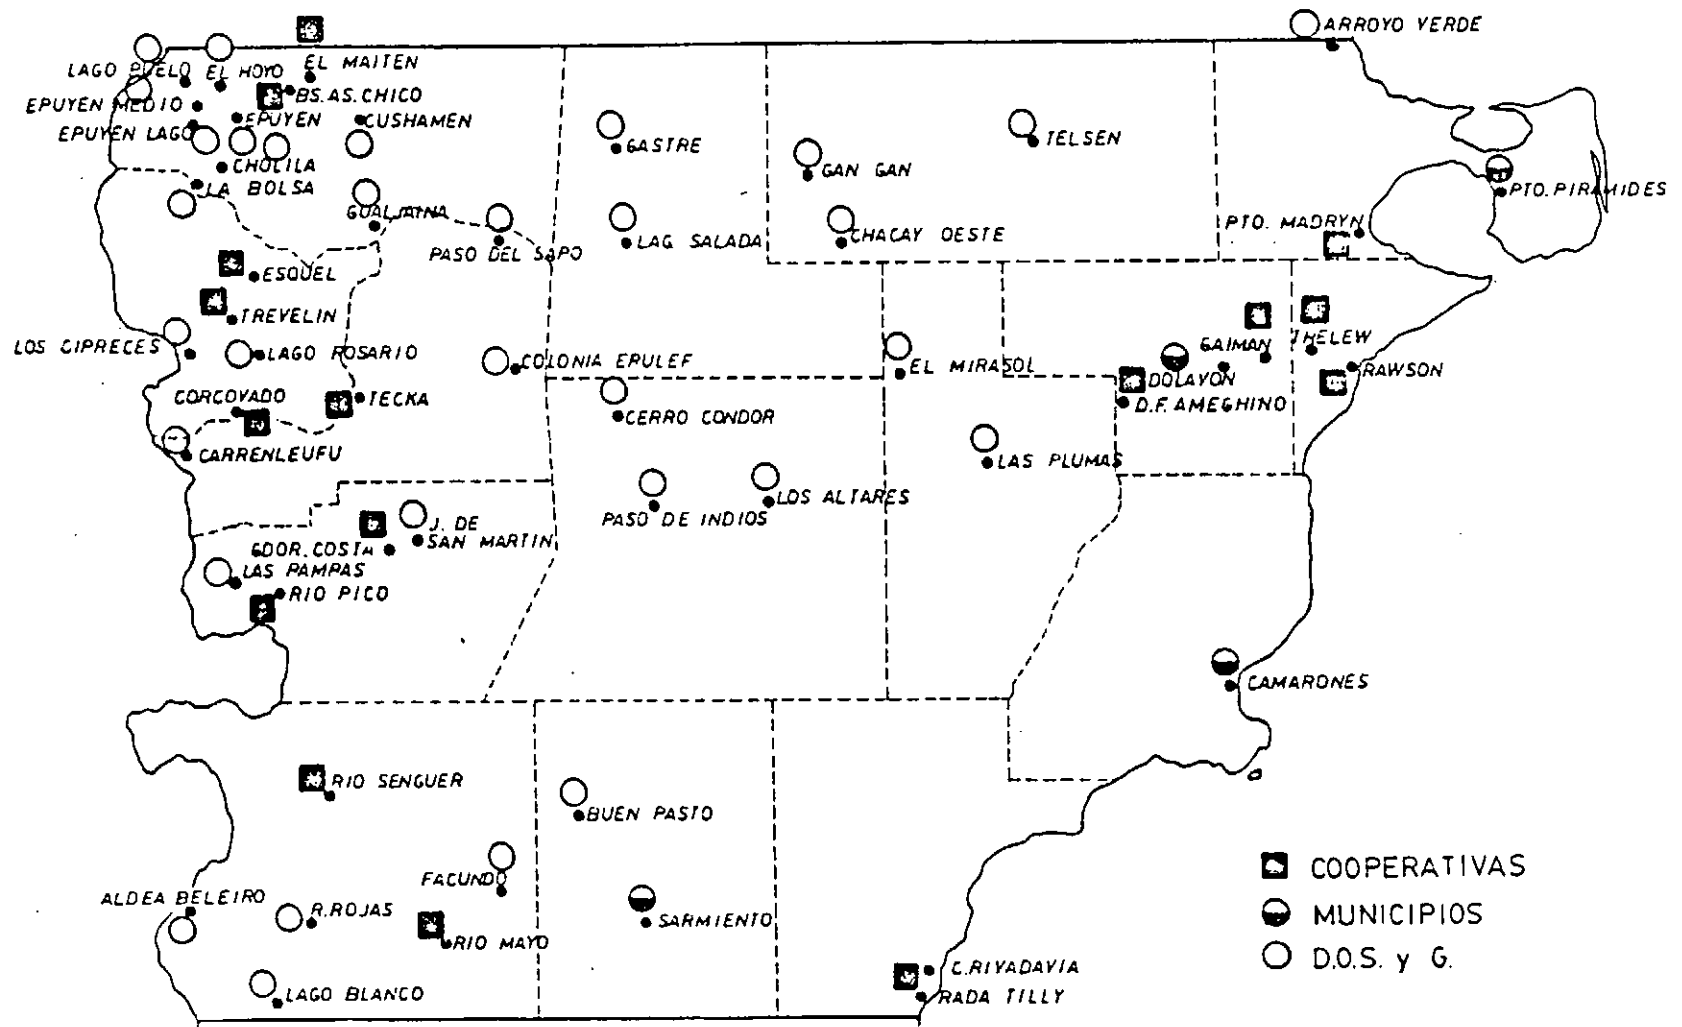 ARROYO VERDE
EL MAITEN
LAGO PUELO
EL HOYO
BS.AS.CHICO
EPUYEN MEDIO
EPUYEN
CUSHAMEN
EPUYEN LAGO
GASTRE
TELSEN
CHOLILA
GAN GAN
LA BOLSA
PTO.PIRAMIDES
GUALJAINA
PTO. MADRYN
PASO DEL SAPO
LAG SALADA
CHACAY OESTE
ESQUEL
TREVELIN
LOS CIPRECES
LAGO ROSARIO
COLONIA EPULEF
EL MIRASOL
GAIMAN
THELEW
RAWSON
DOLAVON
D.F.AMEGHINO
CORCOVADO
TECKA
CERRO CONDOR
CARRENLEUFU
LAS PLUMAS
LOS ALTARES
PASO DE INDIOS
J. DE
SAN MARTIN
GDOR.COSTA
LAS PAMPAS
RIO PICO
CAMARONES
RIO SENGUER
BUEN PASTO
FACUNDO
ALDEA BELEIRO
R.ROJAS
SARMIENTO
RIO MAYO
LAGO BLANCO
C.RIVADAVIA
RADA TILLY
COOPERATIVAS
MUNICIPIOS
D.O.S. y G.